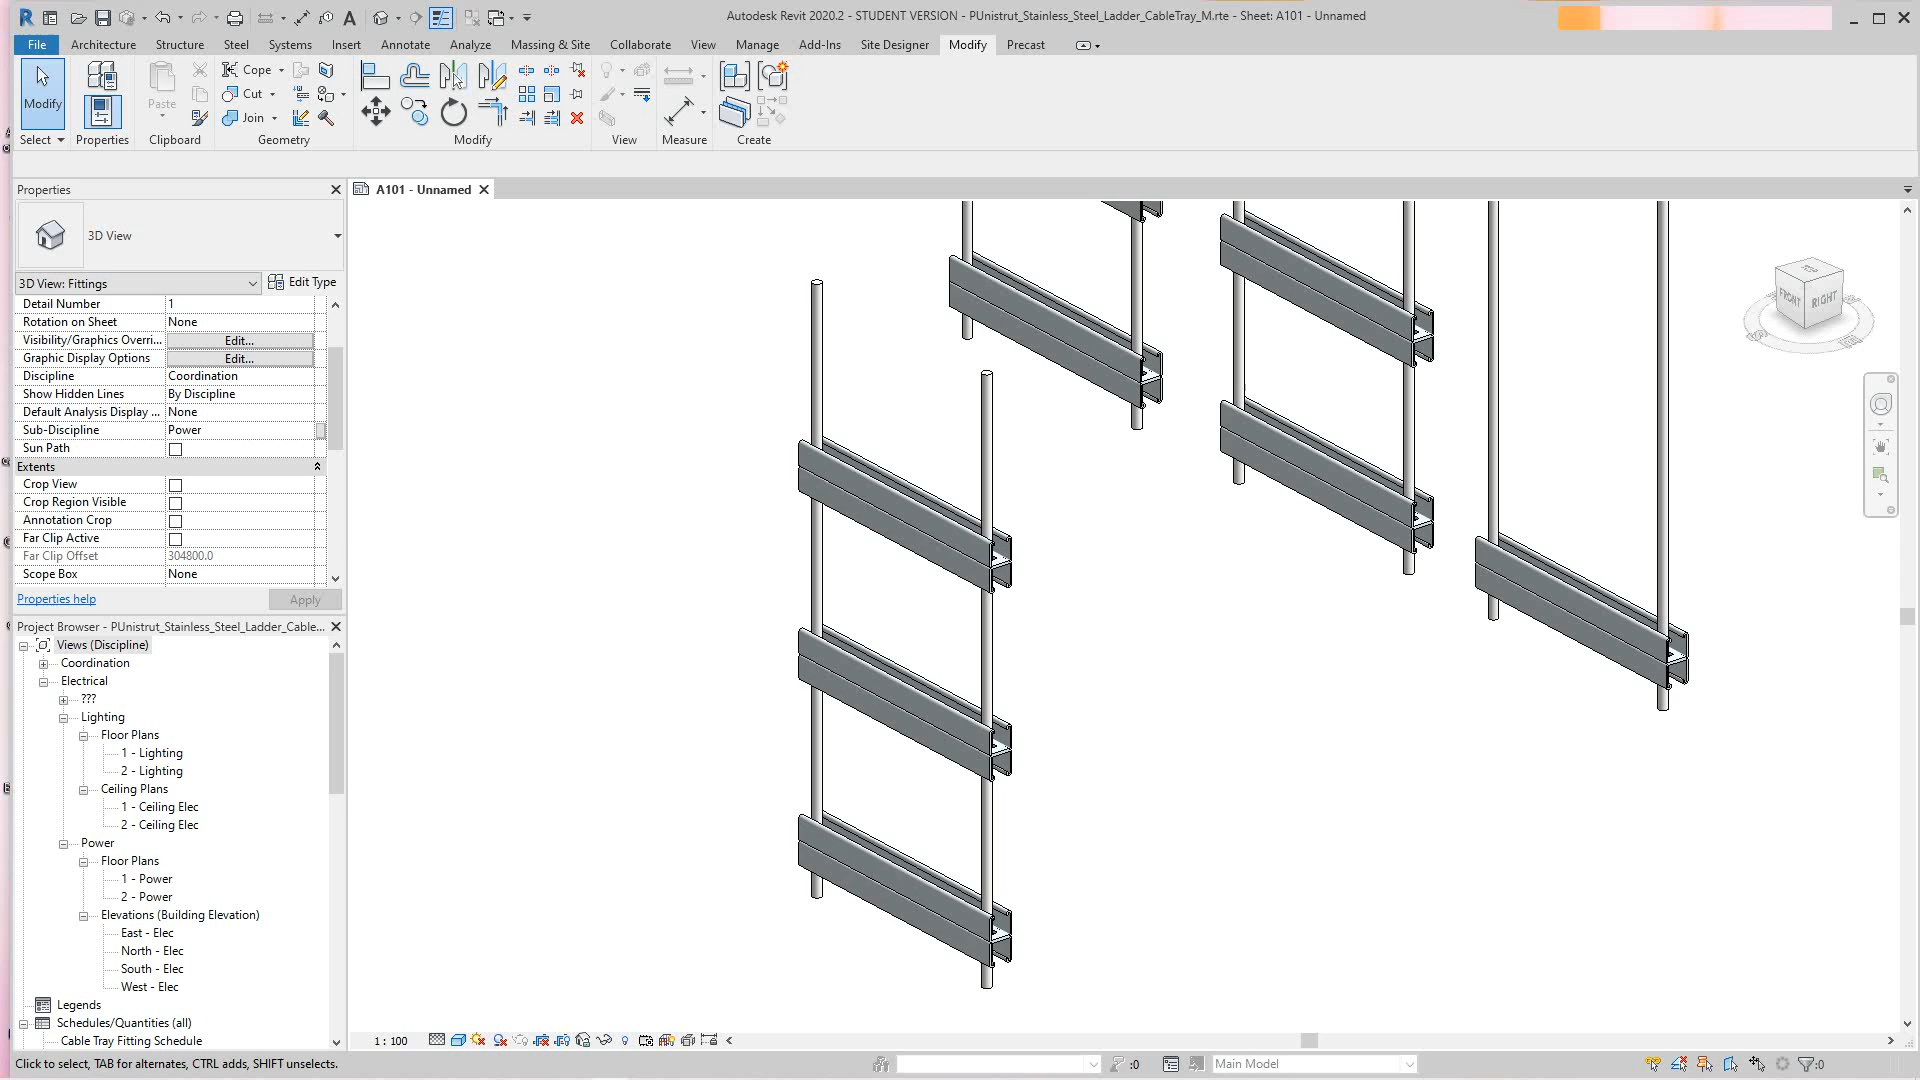 Autodesk Revit 2020.2 - STUDENT VERSION - PUnistrut_Stainless_Steel_Ladder_CableTray_M.rte - Sheet: A101 - Unnamed
File Architecture Structure Steel Systems Insert Annotate Analyze Massing & Site Collaborate View Manage Add-Ins Site Designer Modify Precast
Modify
Paste
Cope
Cut
Join
Select Properties Clipboard Geometry Modify View Measure Create
Properties
A101 - Unnamed
3D View
3D View: Fittings
Edit Type
Detail Number 1
Rotation on Sheet None
Visibility/Graphics Overri... Edit...
Graphic Display Options Edit...
Discipline Coordination
Show Hidden Lines By Discipline
Default Analysis Display ... None
Sub-Discipline Power
Sun Path
Extents
Crop View
Crop Region Visible
Annotation Crop
Far Clip Active
Far Clip Offset 304800.0
Scope Box None
Properties help
Apply
Project Browser - PUnistrut_Stainless_Steel_Ladder_Cable...
Views (Discipline)
Coordination
Electrical
???
Lighting
Floor Plans
1 - Lighting
2 - Lighting
Ceiling Plans
1 - Ceiling Elec
2 - Ceiling Elec
Power
Floor Plans
1 - Power
2 - Power
Elevations (Building Elevation)
East - Elec
North - Elec
South - Elec
West - Elec
Legends
Schedules/Quantities (all)
Cable Tray Fitting Schedule
TOP
FRONT
RIGHT
1 : 100
Click to select, TAB for alternates, CTRL adds, SHIFT unselects.
:0
Main Model
:0